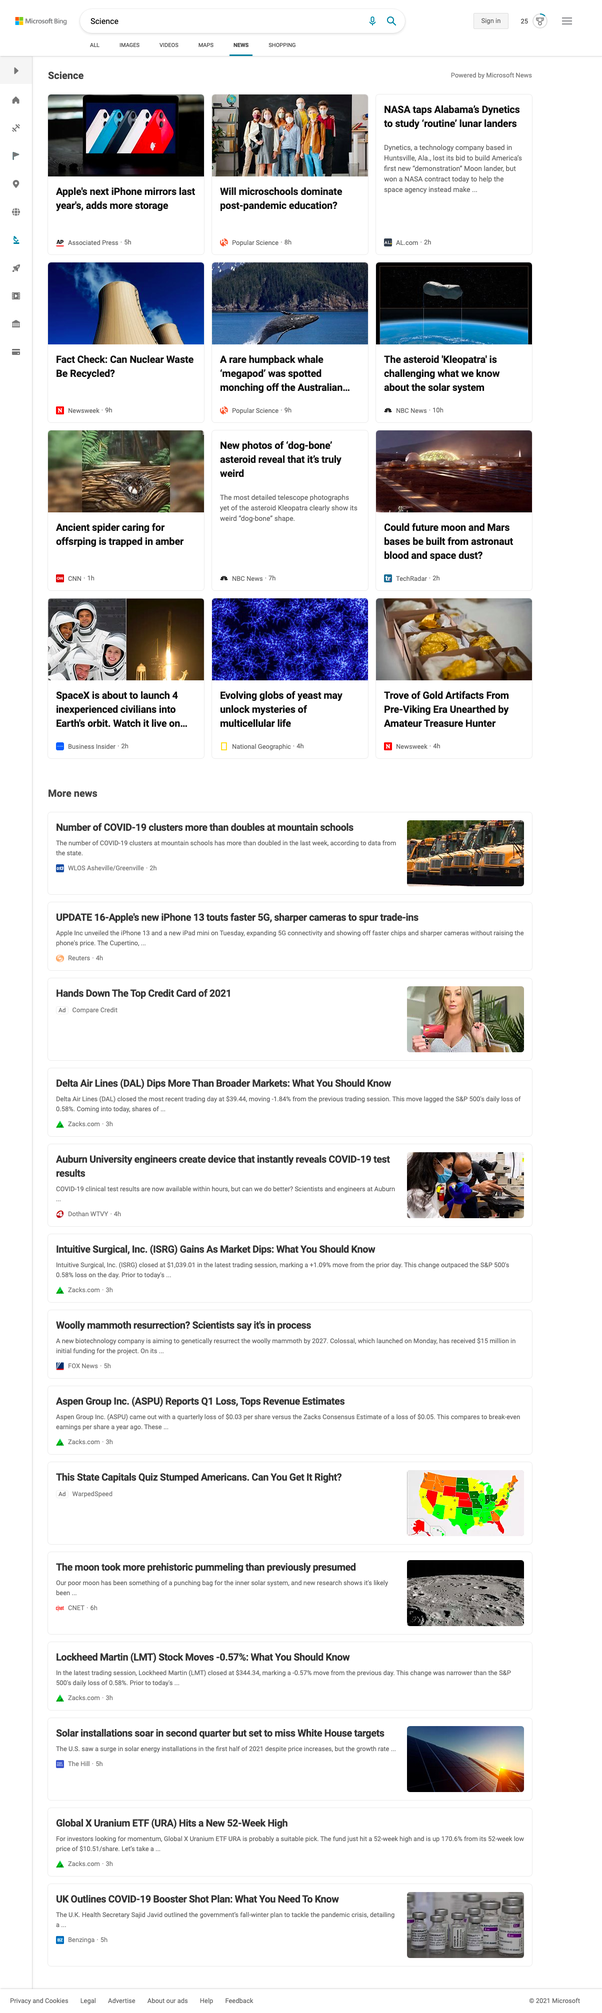 Microsoft Bing
Science
Sign in
25
ALL IMAGES VIDEOS MAPS NEWS SHOPPING
Science
Powered by Microsoft News
Apple's next iPhone mirrors last
year's, adds more storage
AP Associated Press · 5h
Will microschools dominate
post-pandemic education?
Popular Science · 8h
NASA taps Alabama's Dynetics
to study 'routine' lunar landers
Dynetics, a technology company based in
Huntsville, Ala., lost its bid to build America's
first new "demonstration" Moon lander, but
won a NASA contract today to help the
space agency instead make ...
AL.com · 2h
Fact Check: Can Nuclear Waste
Be Recycled?
Newsweek · 9h
A rare humpback whale
'megapod' was spotted
monching off the Australian...
Popular Science · 9h
The asteroid 'Kleopatra' is
challenging what we know
about the solar system
NBC News · 10h
Ancient spider caring for
offsrping is trapped in amber
CNN · 1h
New photos of 'dog-bone'
asteroid reveal that it's truly
weird
The most detailed telescope photographs
yet of the asteroid Kleopatra clearly show its
weird "dog-bone" shape.
NBC News · 7h
Could future moon and Mars
bases be built from astronaut
blood and space dust?
tr TechRadar · 2h
SpaceX is about to launch 4
inexperienced civilians into
Earth's orbit. Watch it live on...
Business Insider · 2h
Evolving globs of yeast may
unlock mysteries of
multicellular life
National Geographic · 4h
Trove of Gold Artifacts From
Pre-Viking Era Unearthed by
Amateur Treasure Hunter
Newsweek · 4h
More news
Number of COVID-19 clusters more than doubles at mountain schools
The number of COVID-19 clusters at mountain schools has more than doubled in the last week, according to data from
the state.
WLOS Asheville/Greenville · 2h
UPDATE 16-Apple's new iPhone 13 touts faster 5G, sharper cameras to spur trade-ins
Apple Inc unveiled the iPhone 13 and a new iPad mini on Tuesday, expanding 5G connectivity and showing off faster chips and sharper cameras without raising the
phone's price. The Cupertino, ...
Reuters · 4h
Hands Down The Top Credit Card of 2021
Ad Compare Credit
Delta Air Lines (DAL) Dips More Than Broader Markets: What You Should Know
Delta Air Lines (DAL) closed the most recent trading day at $39.44, moving -1.84% from the previous trading session. This move lagged the S&P 500's daily loss of
0.58%. Coming into today, shares of ...
Zacks.com · 3h
Auburn University engineers create device that instantly reveals COVID-19 test
results
COVID-19 clinical test results are now available within hours, but can we do better? Scientists and engineers at Auburn
...
Dothan WTVY · 4h
Intuitive Surgical, Inc. (ISRG) Gains As Market Dips: What You Should Know
Intuitive Surgical, Inc. (ISRG) closed at $1,039.01 in the latest trading session, marking a +1.09% move from the prior day. This change outpaced the S&P 500's
0.58% loss on the day. Prior to today's ...
Zacks.com · 3h
Woolly mammoth resurrection? Scientists say it's in process
A new biotechnology company is aiming to genetically resurrect the woolly mammoth by 2027. Colossal, which launched on Monday, has received $15 million in
initial funding for the project. On its ...
FOX News · 5h
Aspen Group Inc. (ASPU) Reports Q1 Loss, Tops Revenue Estimates
Aspen Group Inc. (ASPU) came out with a quarterly loss of $0.03 per share versus the Zacks Consensus Estimate of a loss of $0.05. This compares to break-even
earnings per share a year ago. These ...
Zacks.com · 3h
This State Capitals Quiz Stumped Americans. Can You Get It Right?
Ad WarpedSpeed
The moon took more prehistoric pummeling than previously presumed
Our poor moon has been something of a punching bag for the inner solar system, and new research shows it's likely
been ...
CNET · 6h
Lockheed Martin (LMT) Stock Moves -0.57%: What You Should Know
In the latest trading session, Lockheed Martin (LMT) closed at $344.34, marking a -0.57% move from the previous day. This change was narrower than the S&P
500's daily loss of 0.58%. Prior to today's ...
Zacks.com · 3h
Solar installations soar in second quarter but set to miss White House targets
The U.S. saw a surge in solar energy installations in the first half of 2021 despite price increases, but the growth rate ...
The Hill · 5h
Global X Uranium ETF (URA) Hits a New 52-Week High
For investors looking for momentum, Global X Uranium ETF URA is probably a suitable pick. The fund just hit a 52-week high and is up 170.6% from its 52-week low
price of $10.51/share. Let's take a ...
Zacks.com · 3h
UK Outlines COVID-19 Booster Shot Plan: What You Need To Know
The U.K. Health Secretary Sajid Javid outlined the government's fall-winter plan to tackle the pandemic crisis, detailing
a ...
Benzinga · 5h
Privacy and Cookies Legal Advertise About our ads Help Feedback
© 2021 Microsoft